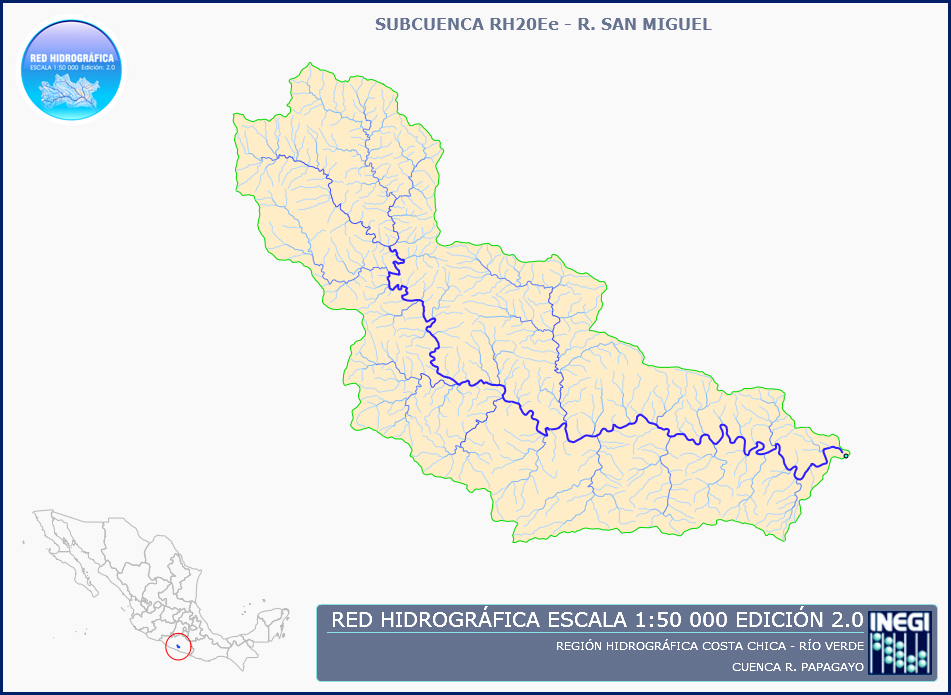 SUBCUENCA RH20Ee - R. SAN MIGUEL
RED HIDROGRÁFICA
ESCALA 1:50 000 Edición: 2.0
RED HIDROGRÁFICA ESCALA 1:50 000 EDICIÓN 2.0
REGIÓN HIDROGRÁFICA COSTA CHICA - RÍO VERDE
CUENCA R. PAPAGAYO
INEGI